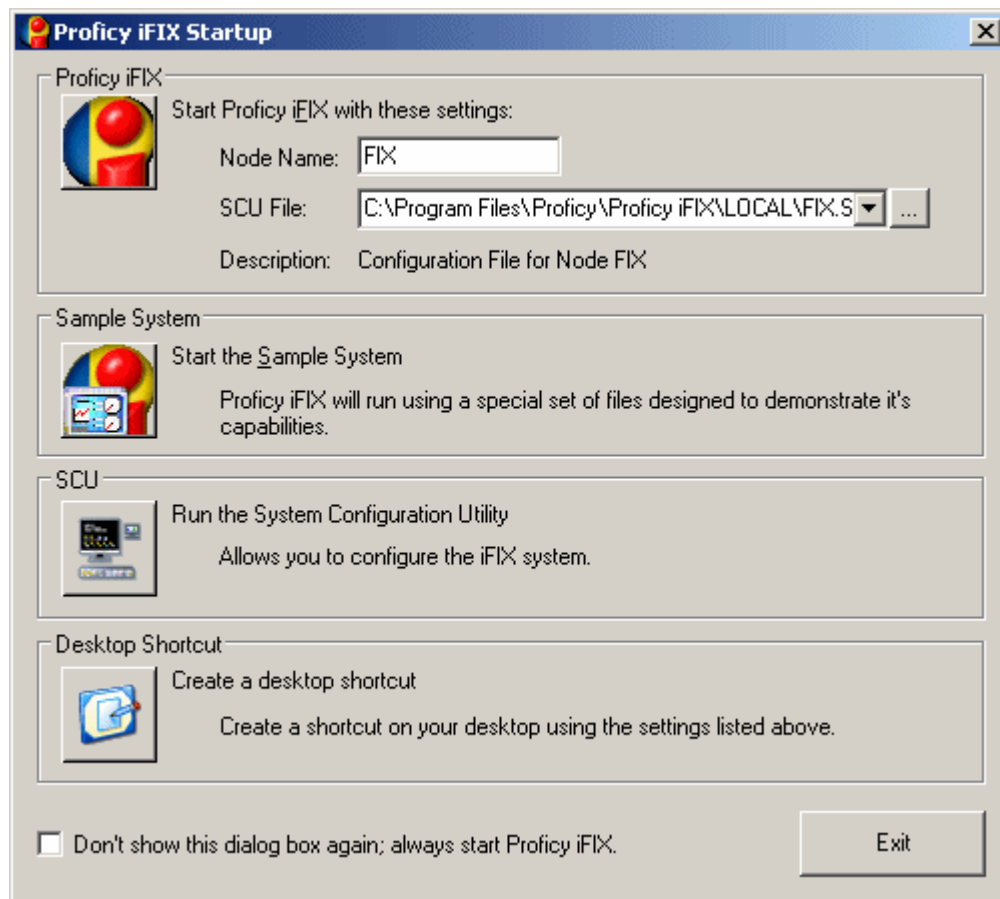 Proficy iFIX Startup
Proficy iFIX
Start Proficy iFIX with these settings:
Node Name: FIX
SCU File: C:\Program Files\Proficy\Proficy iFIX\LOCAL\FIX.S ...
Description: Configuration File for Node FIX
Sample System
Start the Sample System
Proficy iFIX will run using a special set of files designed to demonstrate it's
capabilities.
SCU
Run the System Configuration Utility
Allows you to configure the iFIX system.
Desktop Shortcut
Create a desktop shortcut
Create a shortcut on your desktop using the settings listed above.
Don't show this dialog box again; always start Proficy iFIX.
Exit